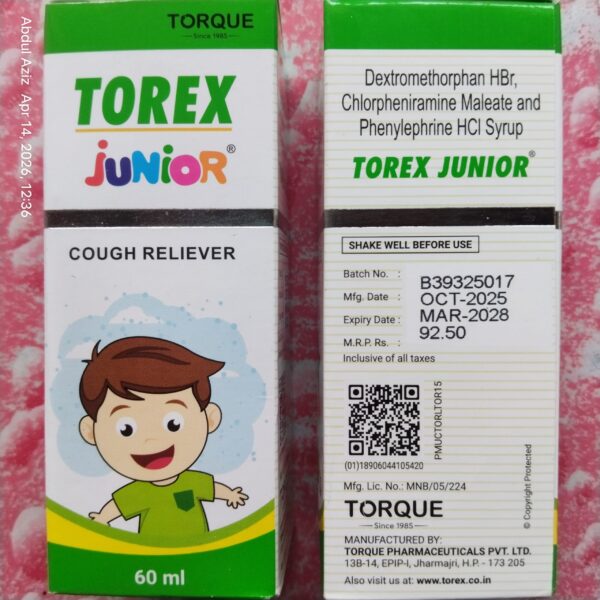 Abdul Aziz Apr 14, 2026, 12:36
TORQUE
Since 1985
TOREX
JUNIOR®
COUGH RELIEVER
60 ml
Dextromethorphan HBr,
Chlorpheniramine Maleate and
Phenylephrine HCl Syrup
TOREX JUNIOR®
SHAKE WELL BEFORE USE
Batch No. : B39325017
Mfg. Date : OCT-2025
Expiry Date : MAR-2028
M.R.P. Rs. : 92.50
Inclusive of all taxes
PMUCTORLTOR15
(01)18906044105420
Mfg. Lic. No.: MNB/05/224
© Copyright Protected
TORQUE
Since 1985
MANUFACTURED BY:
TORQUE PHARMACEUTICALS PVT. LTD.
13B-14, EPIP-I, Jharmajri, H.P. - 173 205
Also visit us at: www.torex.co.in